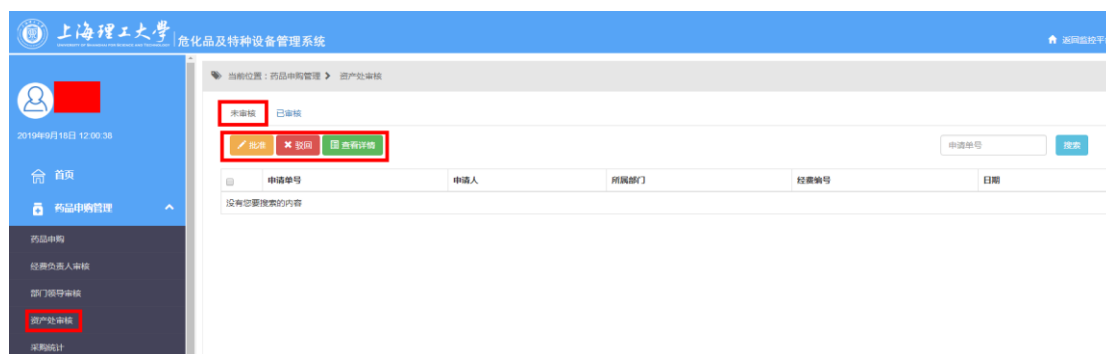 上海理工大学 危化品及特种设备管理系统
返回监控平
当前位置：药品申购管理 > 资产处审核
2019年9月18日 12:00:38
未审核 已审核
批准 驳回 查看详情 申请单号 搜索
首页
申请单号 申请人 所属部门 经费编号 日期
药品申购管理
没有您要搜索的内容
药品申购
经费负责人审核
部门领导审核
资产处审核
采购统计